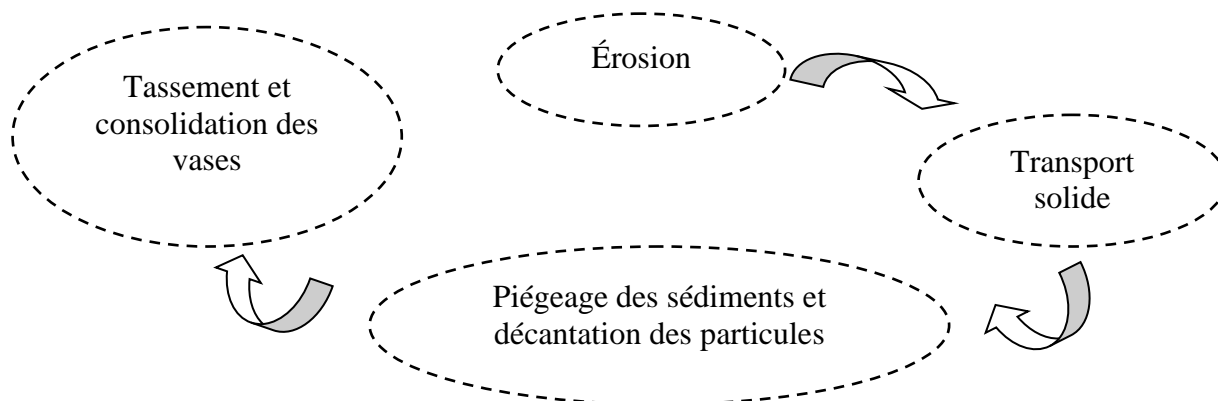 Érosion
Tassement et
consolidation des
vases
Transport
solide
Piégeage des sédiments et
décantation des particules